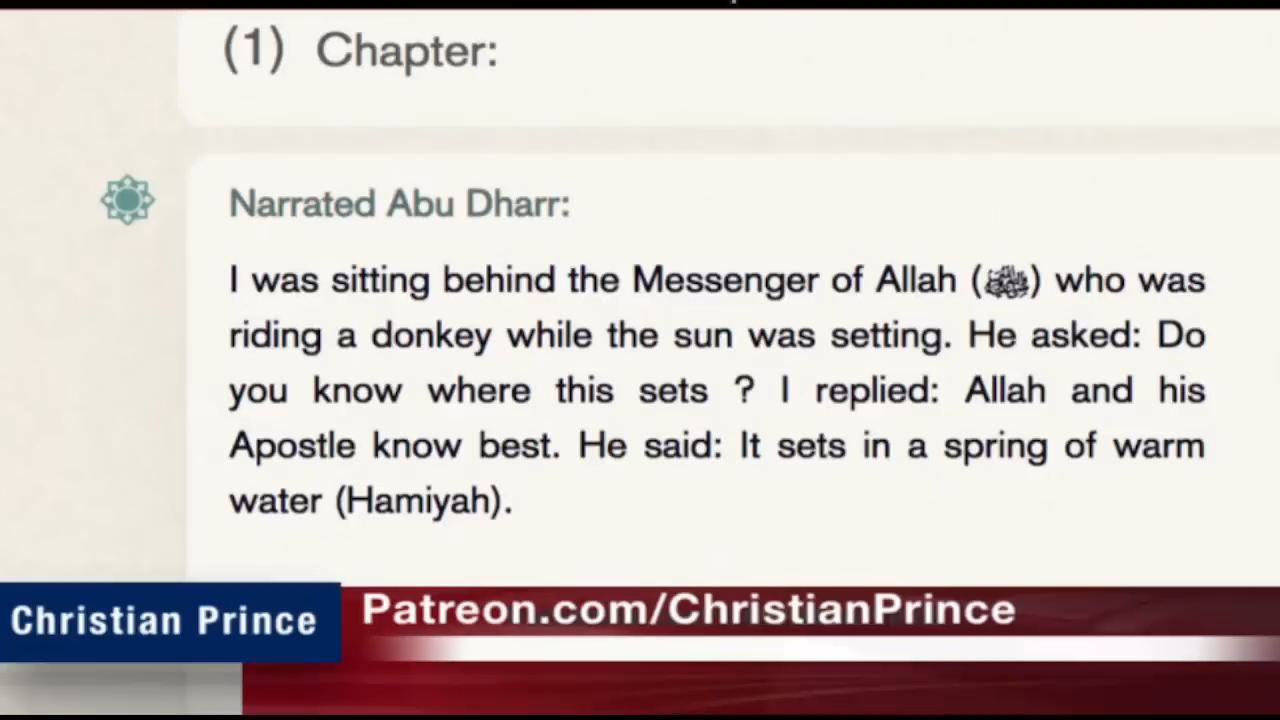 (1) Chapter:
Narrated Abu Dharr:
I was sitting behind the Messenger of Allah (ﷺ) who was
riding a donkey while the sun was setting. He asked: Do
you know where this sets ? I replied: Allah and his
Apostle know best. He said: It sets in a spring of warm
water (Hamiyah).
Christian Prince
Patreon.com/ChristianPrince